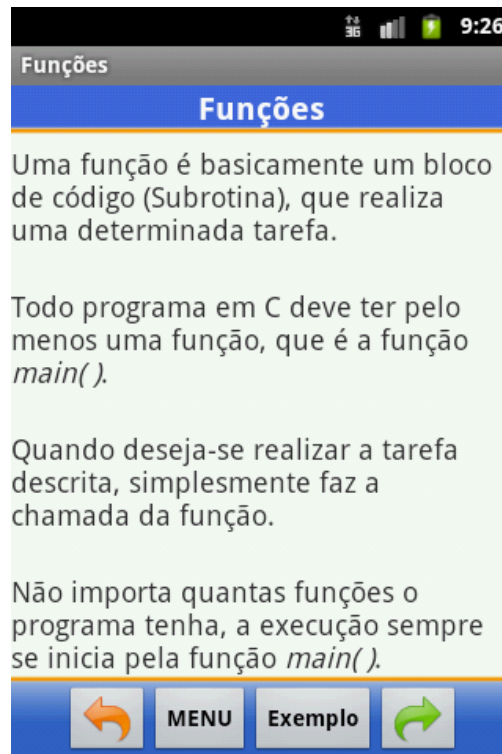 3G 9:26
Funções
Funções
Uma função é basicamente um bloco
de código (Subrotina), que realiza
uma determinada tarefa.
Todo programa em C deve ter pelo
menos uma função, que é a função
main( ).
Quando deseja-se realizar a tarefa
descrita, simplesmente faz a
chamada da função.
Não importa quantas funções o
programa tenha, a execução sempre
se inicia pela função main( ).
MENU Exemplo